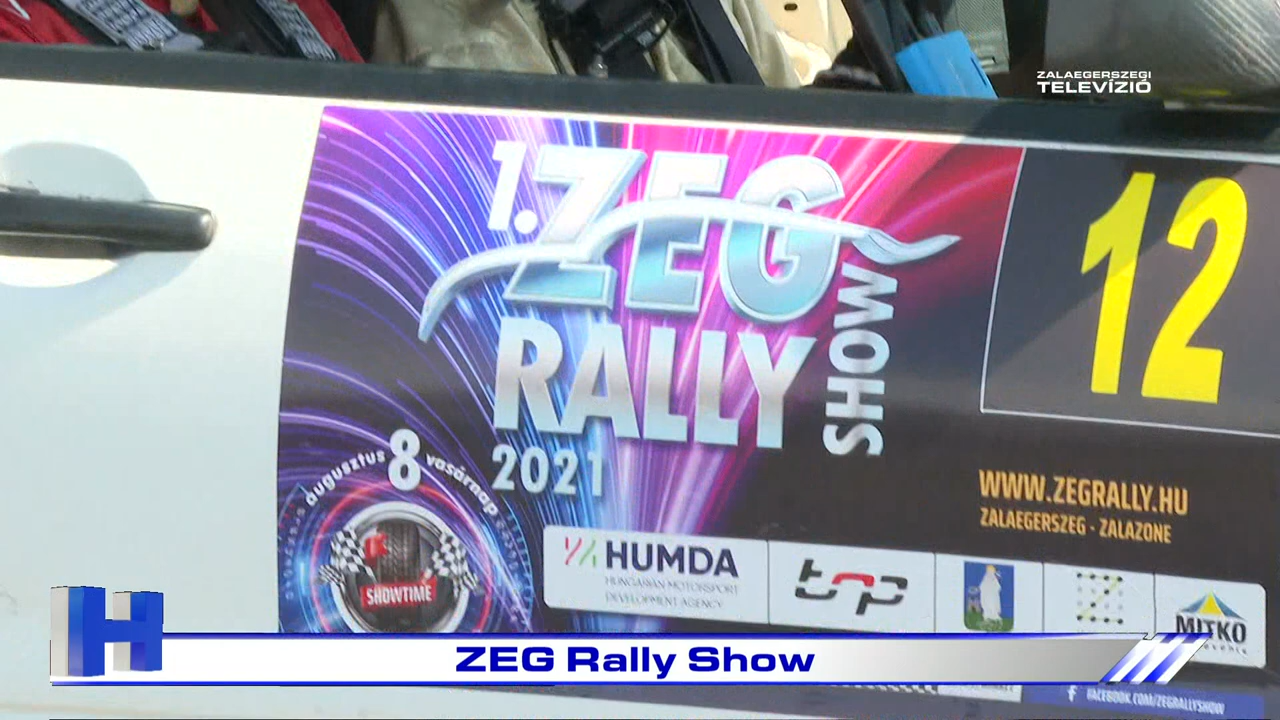 ZALAEGERSZEGI
TELEVÍZIÓ
1. ZEG
RALLY
SHOW
2021
12
augusztus 8 vasárnap
SHOWTIME
WWW.ZEGRALLY.HU
ZALAEGERSZEG - ZALAZONE
HUMDA
HUNGARIAN MOTORSPORT
DEVELOPMENT AGENCY
top
MITKO
H
ZEG Rally Show
FACEBOOK.COM/ZEGRALLYSHOW